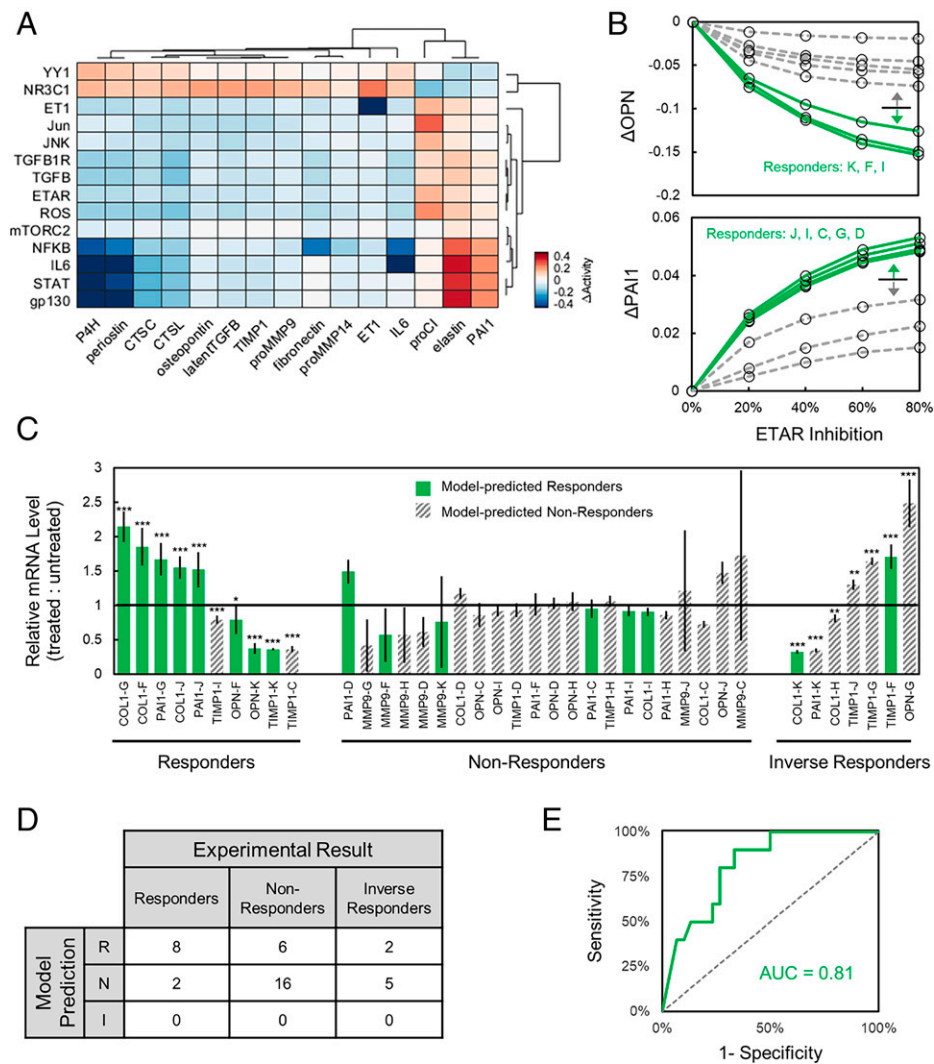 A
YY1
NR3C1
ET1
Jun
JNK
TGFB1R
TGFB
ETAR
ROS
mTORC2
NFKB
IL6
STAT
gp130
0.4
0.2
0
-0.2
-0.4
ΔActivity
P4H
periostin
CTSC
CTSL
osteopontin
latentTGFB
TIMP1
proMMP9
fibronectin
proMMP14
ET1
IL6
proCI
elastin
PAI1
B
0
-0.05
-0.1
-0.15
-0.2
ΔOPN
Responders: K, F, I
0.06
0.04
0.02
0
ΔPAI1
Responders: J, I, C, G, D
0% 20% 40% 60% 80%
ETAR Inhibition
C
Relative mRNA Level
(treated : untreated)
3
2.5
2
1.5
1
0.5
0
Model-predicted Responders
Model-predicted Non-Responders
*** *** *** *** *** *** * *** *** ***
*** *** ** ** *** *** ***
COL1-G
COL1-F
PAI1-G
COL1-J
PAI1-J
TIMP1-I
OPN-F
OPN-K
TIMP1-K
TIMP1-C
PAI1-D
MMP9-G
MMP9-F
MMP9-H
MMP9-D
MMP9-K
COL1-D
OPN-C
OPN-I
TIMP1-D
PAI1-F
OPN-D
OPN-H
PAI1-C
TIMP1-H
PAI1-I
COL1-I
PAI1-H
MMP9-J
COL1-C
OPN-J
MMP9-C
COL1-K
PAI1-K
COL1-H
TIMP1-J
TIMP1-G
TIMP1-F
OPN-G
Responders
Non-Responders
Inverse Responders
D
Experimental Result
Responders
Non-
Responders
Inverse
Responders
Model
Prediction
R 8 6 2
N 2 16 5
I 0 0 0
E
100%
75%
50%
25%
0%
Sensitivity
AUC = 0.81
0% 50% 100%
1- Specificity